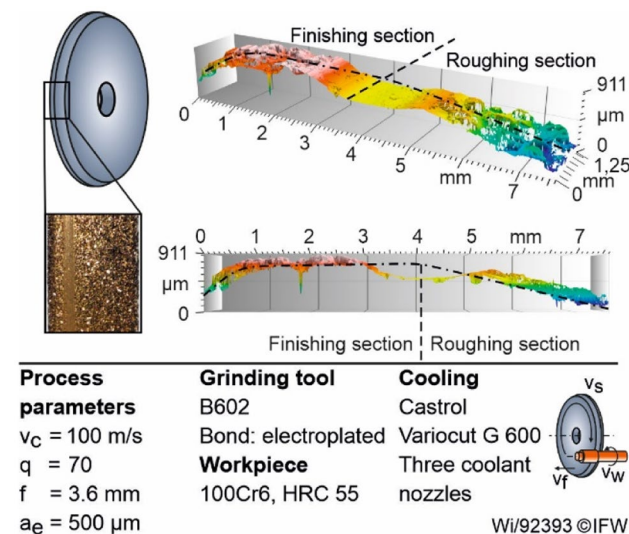 Finishing section
Roughing section
911
µm
0
1,25
mm
0
0 1 2 3 4 5 mm 7
0 1 2 3 4 5 mm 7
911
µm
0
Finishing section Roughing section
Process parameters
vc = 100 m/s
q = 70
f = 3.6 mm
ae = 500 µm
Grinding tool
B602
Bond: electroplated
Workpiece
100Cr6, HRC 55
Cooling
Castrol
Variocut G 600
Three coolant
nozzles
vs
vf
vw
Wi/92393 ©IFW